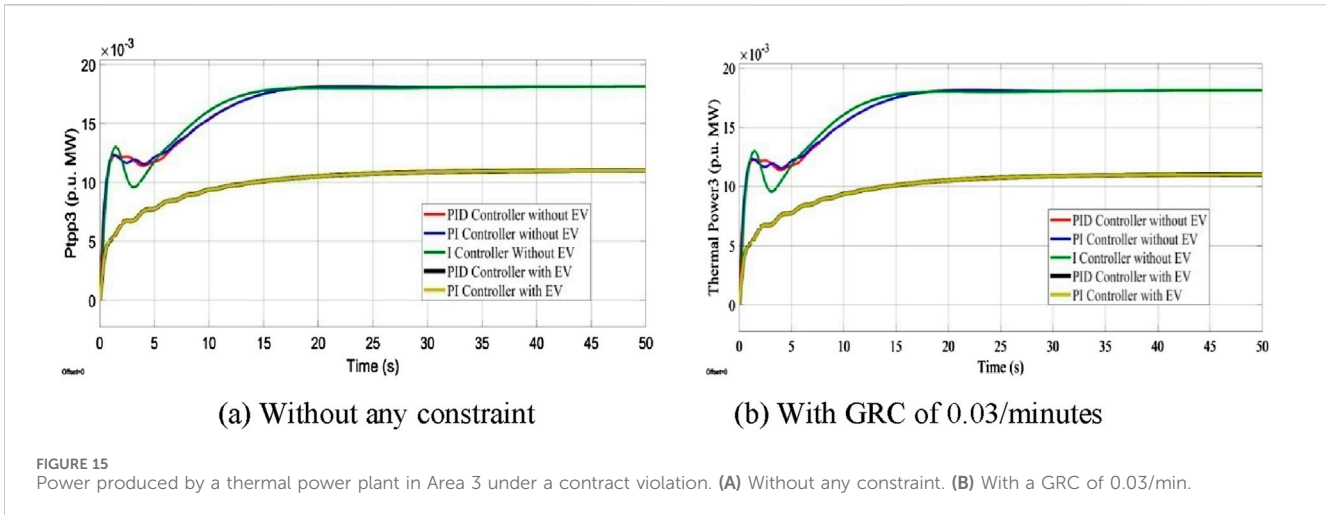 ×10⁻³
20
15
10
5
0
Ptpp3 (p.u. MW)
PID Controller without EV
PI Controller without EV
I Controller Without EV
PID Controller with EV
PI Controller with EV
0 5 10 15 20 25 30 35 40 45 50
Time (s)
Offset=0
(a) Without any constraint
×10⁻³
20
15
10
5
0
Thermal Power3 (p.u. MW)
PID Controller without EV
PI Controller without EV
I Controller without EV
PID Controller with EV
PI Controller with EV
0 5 10 15 20 25 30 35 40 45 50
Time (s)
Offset=0
(b) With GRC of 0.03/minutes
FIGURE 15
Power produced by a thermal power plant in Area 3 under a contract violation. (A) Without any constraint. (B) With a GRC of 0.03/min.